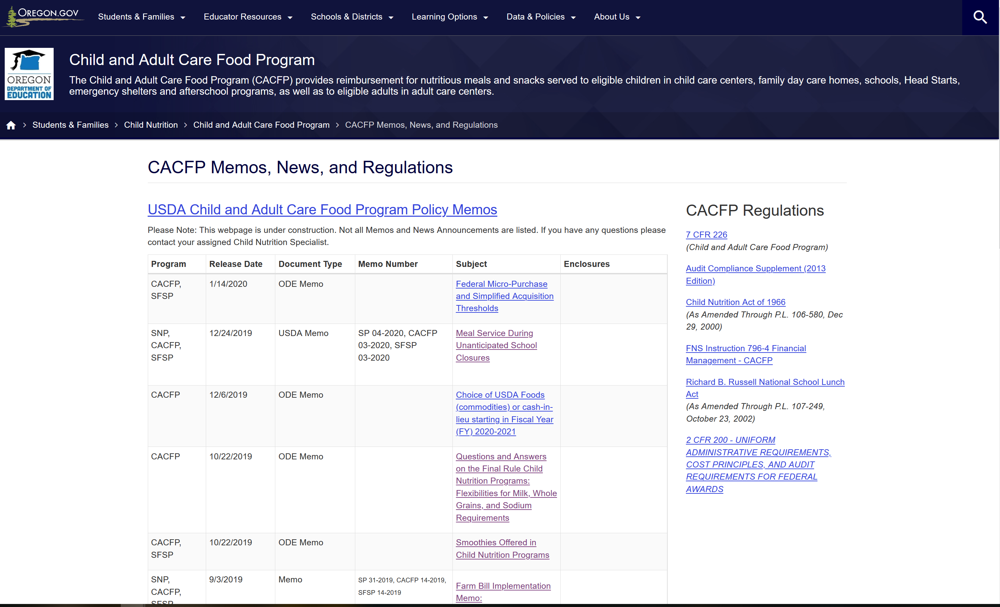 OREGON.GOV
Students & Families
Educator Resources
Schools & Districts
Learning Options
Data & Policies
About Us
OREGON
DEPARTMENT OF
EDUCATION
Child and Adult Care Food Program
The Child and Adult Care Food Program (CACFP) provides reimbursement for nutritious meals and snacks served to eligible children in child care centers, family day care homes, schools, Head Starts,
emergency shelters and afterschool programs, as well as to eligible adults in adult care centers.
Students & Families > Child Nutrition > Child and Adult Care Food Program > CACFP Memos, News, and Regulations
CACFP Memos, News, and Regulations
USDA Child and Adult Care Food Program Policy Memos
Please Note: This webpage is under construction. Not all Memos and News Announcements are listed. If you have any questions please
contact your assigned Child Nutrition Specialist.
Program Release Date Document Type Memo Number Subject Enclosures
CACFP,
SFSP
1/14/2020
ODE Memo
Federal Micro-Purchase
and Simplified Acquisition
Thresholds
SNP,
CACFP,
SFSP
12/24/2019
USDA Memo
SP 04-2020, CACFP
03-2020, SFSP
03-2020
Meal Service During
Unanticipated School
Closures
CACFP
12/6/2019
ODE Memo
Choice of USDA Foods
(commodities) or cash-in-
lieu starting in Fiscal Year
(FY) 2020-2021
CACFP
10/22/2019
ODE Memo
Questions and Answers
on the Final Rule Child
Nutrition Programs:
Flexibilities for Milk, Whole
Grains, and Sodium
Requirements
CACFP,
SFSP
10/22/2019
ODE Memo
Smoothies Offered in
Child Nutrition Programs
SNP,
CACFP,
SFSP
9/3/2019
Memo
SP 31-2019, CACFP 14-2019,
SFSP 14-2019
Farm Bill Implementation
Memo:
CACFP Regulations
7 CFR 226
(Child and Adult Care Food Program)
Audit Compliance Supplement (2013
Edition)
Child Nutrition Act of 1966
(As Amended Through P.L. 106-580, Dec
29, 2000)
FNS Instruction 796-4 Financial
Management - CACFP
Richard B. Russell National School Lunch
Act
(As Amended Through P.L. 107-249,
October 23, 2002)
2 CFR 200 - UNIFORM
ADMINISTRATIVE REQUIREMENTS,
COST PRINCIPLES, AND AUDIT
REQUIREMENTS FOR FEDERAL
AWARDS